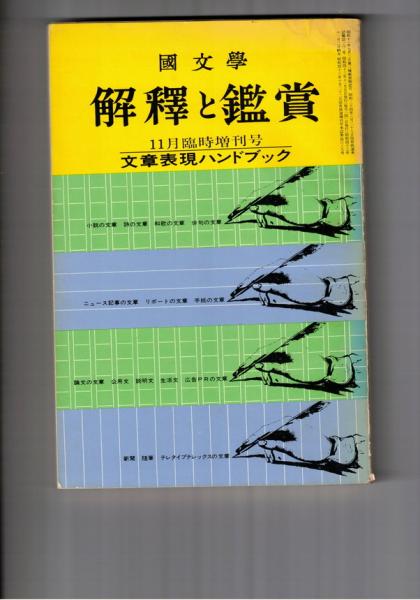 國文學
解釋と鑑賞
11月臨時増刊号
文章表現ハンドブック
小説の文章 詩の文章 和歌の文章 俳句の文章
ニュース記事の文章 リポートの文章 手紙の文章
論文の文章 公用文 説明文 生活文 広告PRの文章
新聞 随筆 テレタイプテレックスの文章